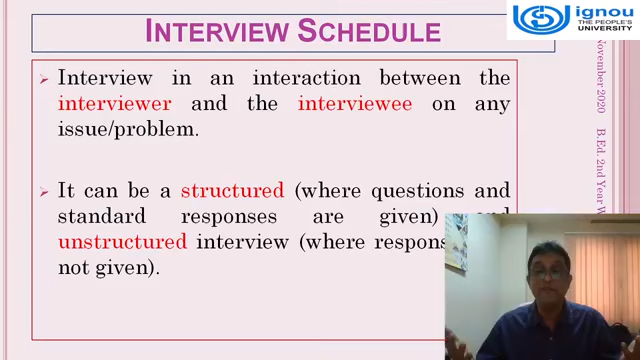 INTERVIEW SCHEDULE
ignou
THE PEOPLE'S
UNIVERSITY
Interview in an interaction between the
interviewer and the interviewee on any
issue/problem.
It can be a structured (where questions and
standard responses are given) and
unstructured interview (where respons
not given).
November 2020
B.Ed. 2nd Year W